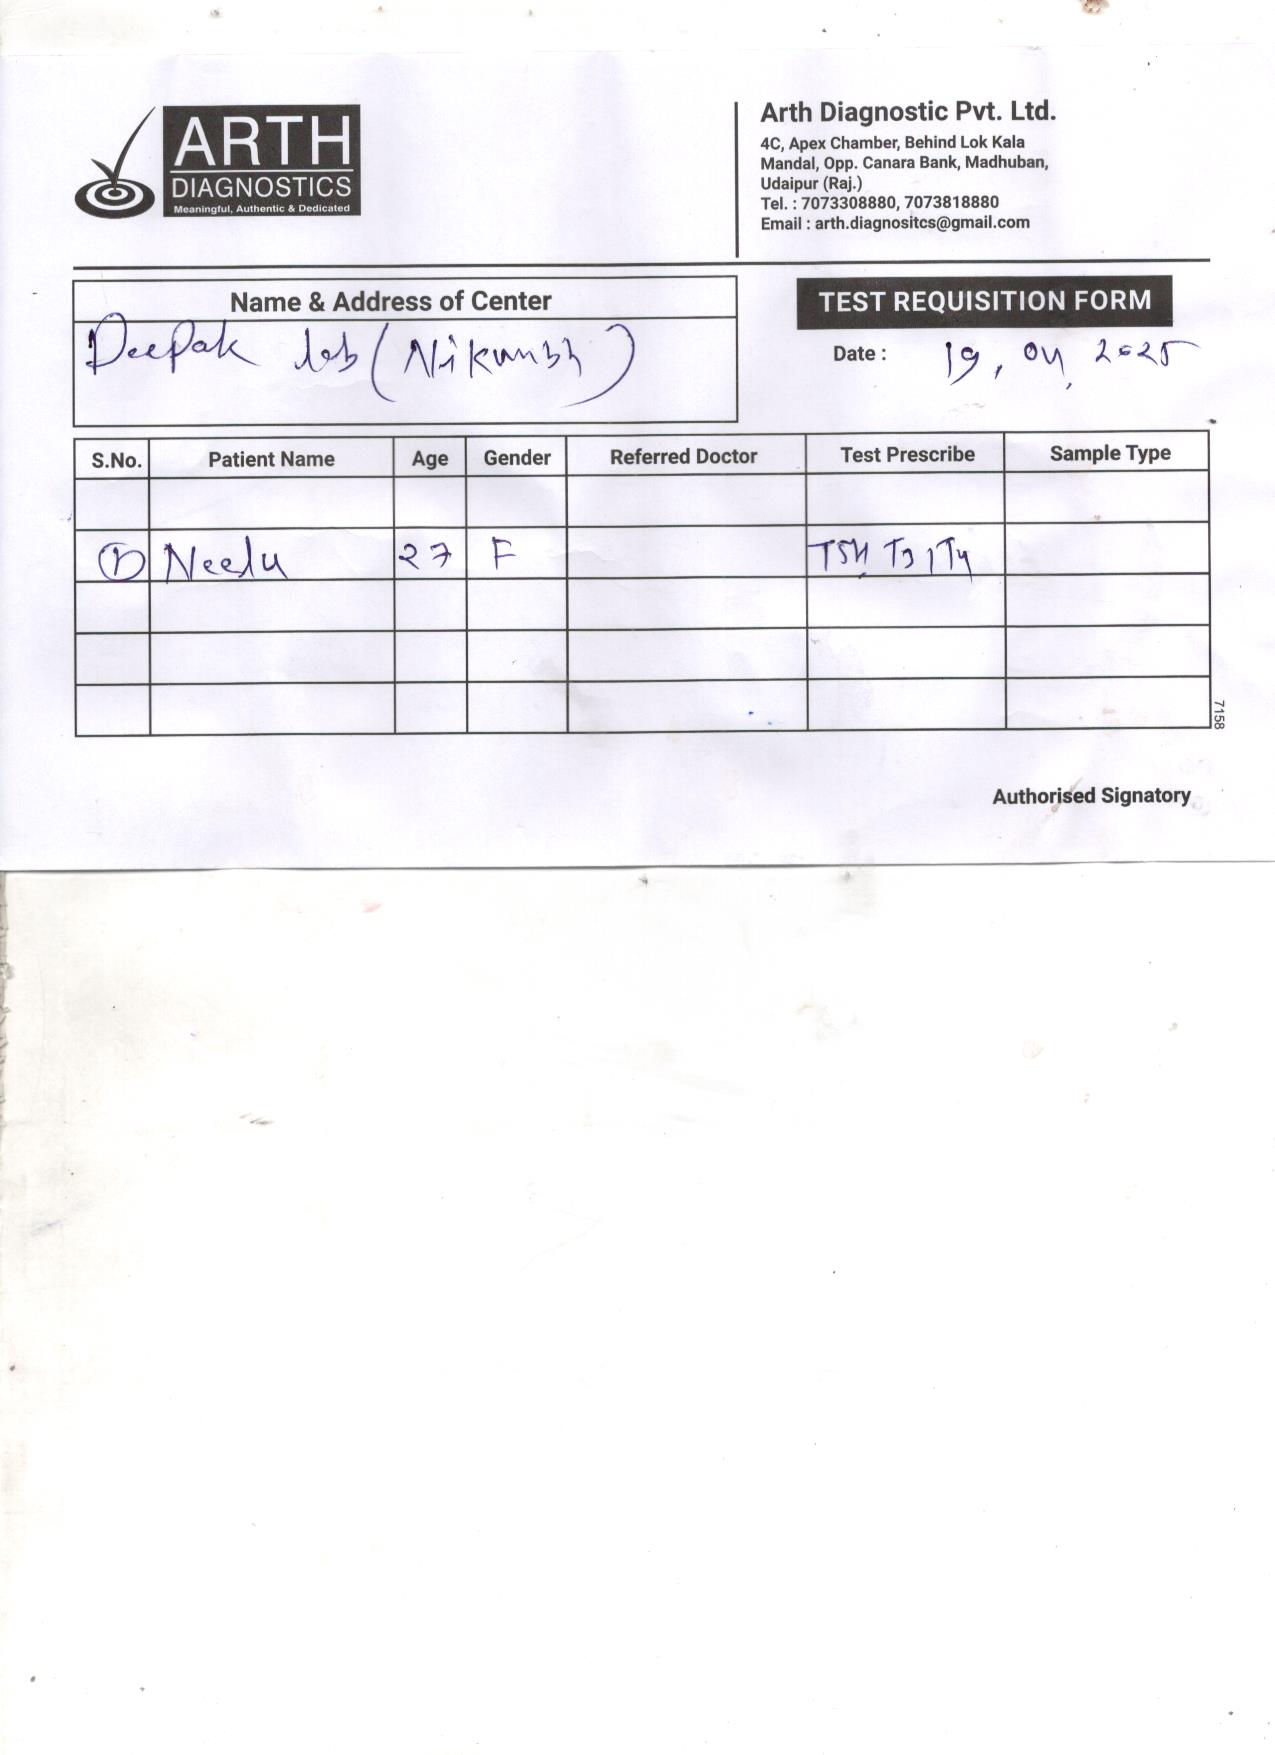 ARTH
DIAGNOSTICS
Meaningful, Authentic & Dedicated
Arth Diagnostic Pvt. Ltd.
4C, Apex Chamber, Behind Lok Kala
Mandal, Opp. Canara Bank, Madhuban,
Udaipur (Raj.)
Tel. : 7073308880, 7073818880
Email : arth.diagnositcs@gmail.com
Name & Address of Center
Deepak lab (Nikumbh)
TEST REQUISITION FORM
Date : 19, 04, 2025
S.No. Patient Name Age Gender Referred Doctor Test Prescribe Sample Type
1 Needu 27 F TSH, T3, T4
7158
Authorised Signatory